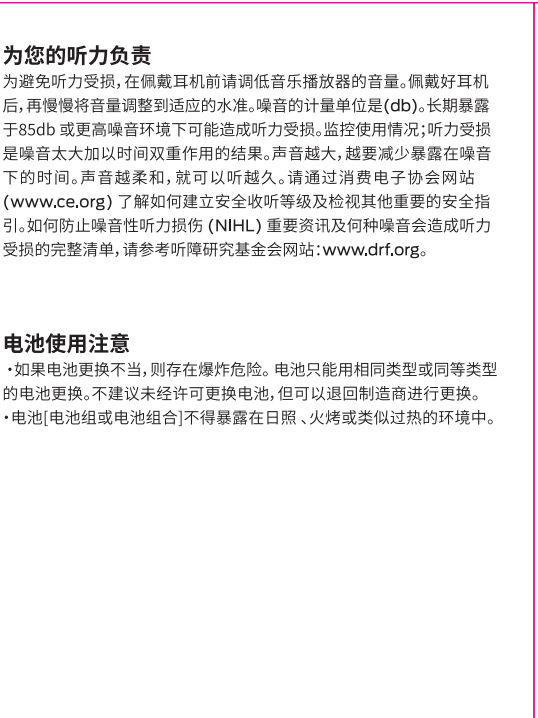 为您的听力负责
为避免听力受损，在佩戴耳机前请调低音乐播放器的音量。佩戴好耳机
后，再慢慢将音量调整到适应的水准。噪音的计量单位是(db)。长期暴露
于85db 或更高噪音环境下可能造成听力受损。监控使用情况；听力受损
是噪音太大加以时间双重作用的结果。声音越大，越要减少暴露在噪音
下的时间。声音越柔和，就可以听越久。请通过消费电子协会网站
(www.ce.org) 了解如何建立安全收听等级及检视其他重要的安全指
引。如何防止噪音性听力损伤 (NIHL) 重要资讯及何种噪音会造成听力
受损的完整清单，请参考听障研究基金会网站：www.drf.org。
电池使用注意
·如果电池更换不当，则存在爆炸危险。电池只能用相同类型或同等类型
的电池更换。不建议未经许可更换电池，但可以退回制造商进行更换。
·电池[电池组或电池组合]不得暴露在日照、火烤或类似过热的环境中。